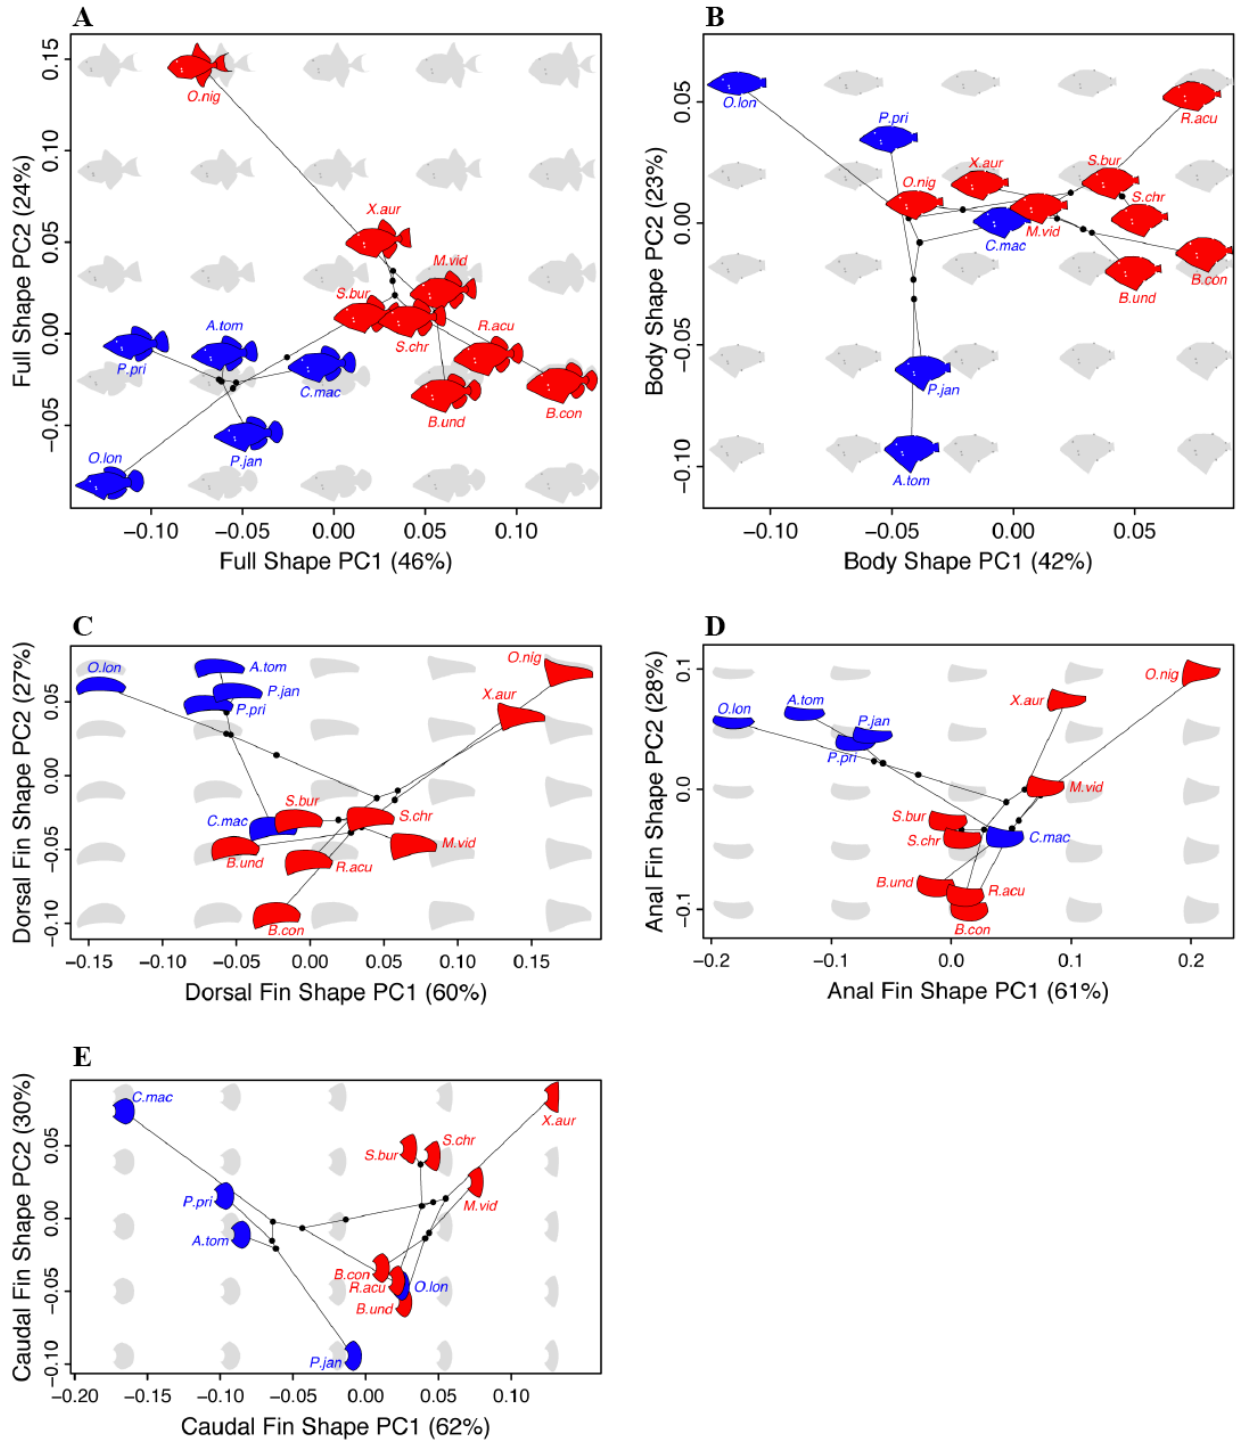 A
Full Shape PC2 (24%)
0.15
0.10
0.05
0.00
−0.05
O.nig
X.aur
M.vid
S.bur
S.chr
R.acu
A.tom
P.pri
C.mac
B.und
B.con
O.lon
P.jan
−0.10 −0.05 0.00 0.05 0.10
Full Shape PC1 (46%)
B
Body Shape PC2 (23%)
0.05
0.00
−0.05
−0.10
O.lon
P.pri
R.acu
X.aur
S.bur
O.nig
S.chr
C.mac
M.vid
B.und
B.con
P.jan
A.tom
−0.10 −0.05 0.00 0.05
Body Shape PC1 (42%)
C
Dorsal Fin Shape PC2 (27%)
0.05
0.00
−0.05
−0.10
O.lon
A.tom
O.nig
P.jan
X.aur
P.pri
S.bur
C.mac
S.chr
M.vid
B.und
R.acu
B.con
−0.15 −0.10 −0.05 0.00 0.05 0.10 0.15
Dorsal Fin Shape PC1 (60%)
D
Anal Fin Shape PC2 (28%)
0.1
0.0
−0.1
O.nig
X.aur
A.tom
O.lon
P.jan
P.pri
M.vid
S.bur
S.chr
C.mac
B.und
R.acu
B.con
−0.2 −0.1 0.0 0.1 0.2
Anal Fin Shape PC1 (61%)
E
Caudal Fin Shape PC2 (30%)
0.05
0.00
−0.05
−0.10
C.mac
X.aur
S.chr
S.bur
P.pri
M.vid
A.tom
B.con
R.acu
O.lon
B.und
P.jan
−0.20 −0.15 −0.10 −0.05 0.00 0.05 0.10
Caudal Fin Shape PC1 (62%)